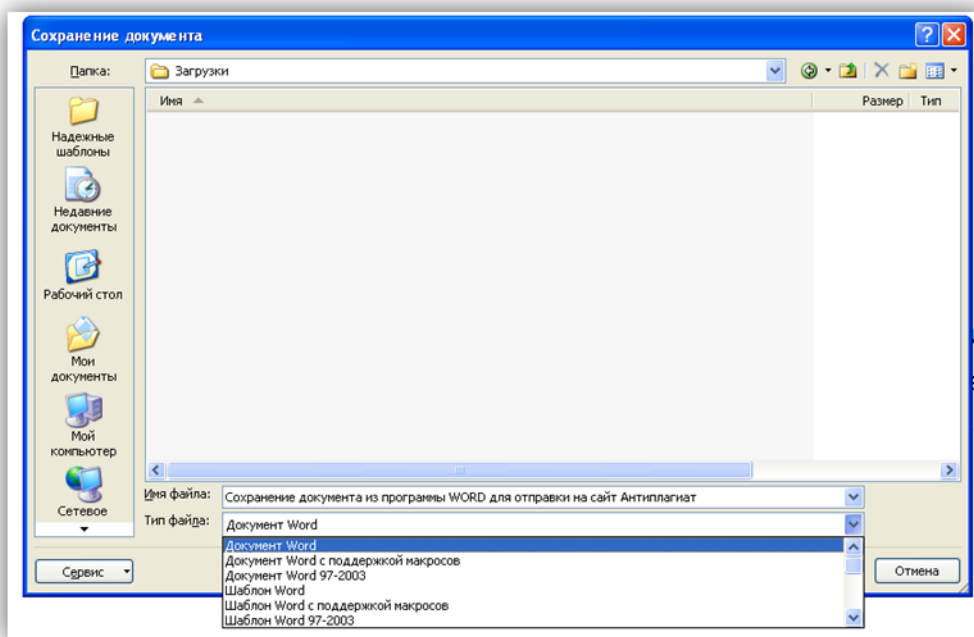 Сохранение документа
Папка:
Загрузки
Имя
Размер
Тип
Надежные
шаблоны
Недавние
документы
Рабочий стол
Мои
документы
Мой
компьютер
Сетевое
Имя файла:
Сохранение документа из программы WORD для отправки на сайт Антиплагиат
Тип файла:
Документ Word
Документ Word
Документ Word с поддержкой макросов
Документ Word 97-2003
Шаблон Word
Шаблон Word с поддержкой макросов
Шаблон Word 97-2003
Сервис
Отмена